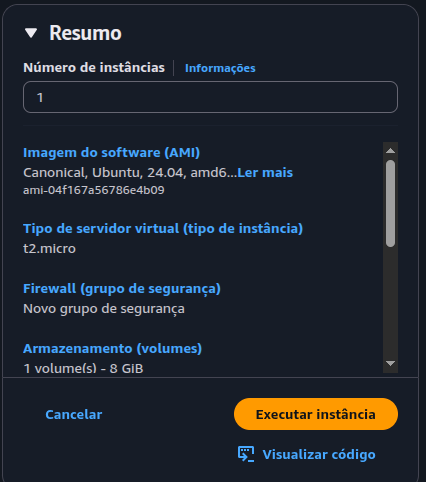 Resumo
Número de instâncias
Informações
1
Imagem do software (AMI)
Canonical, Ubuntu, 24.04, amd6...Ler mais
ami-04f167a56786e4b09
Tipo de servidor virtual (tipo de instância)
t2.micro
Firewall (grupo de segurança)
Novo grupo de segurança
Armazenamento (volumes)
1 volume(s) - 8 GiB
Cancelar
Executar instância
Visualizar código